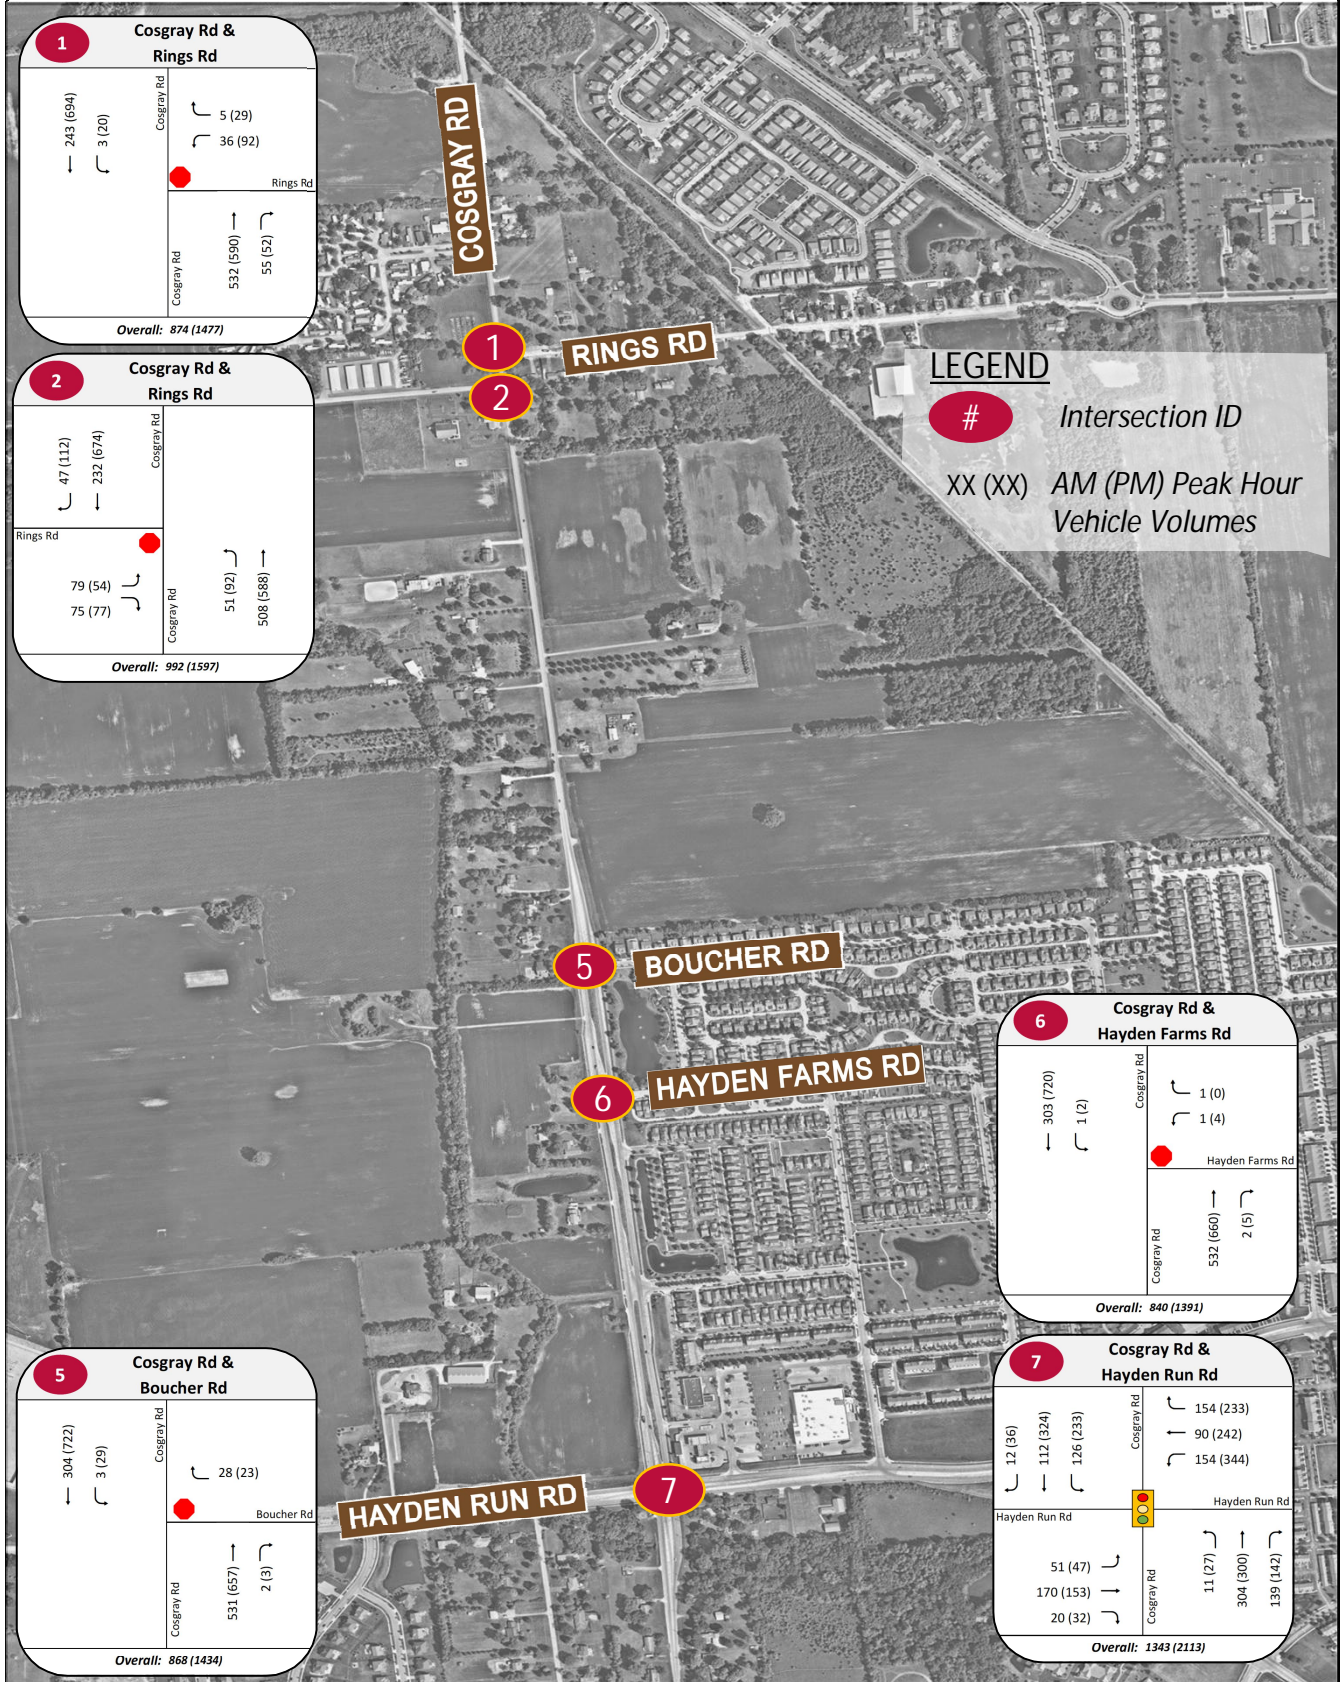 1
Cosgray Rd &
Rings Rd
243 (694)
3 (20)
Cosgray Rd
5 (29)
36 (92)
Rings Rd
Cosgray Rd
532 (590)
55 (52)
Overall: 874 (1477)
COSGRAY RD
1
RINGS RD
2
2
Cosgray Rd &
Rings Rd
47 (112)
232 (674)
Cosgray Rd
Rings Rd
79 (54)
75 (77)
Cosgray Rd
51 (92)
508 (588)
Overall: 992 (1597)
LEGEND
# Intersection ID
XX (XX) AM (PM) Peak Hour
Vehicle Volumes
5
BOUCHER RD
6
HAYDEN FARMS RD
6
Cosgray Rd &
Hayden Farms Rd
303 (720)
1 (2)
Cosgray Rd
1 (0)
1 (4)
Hayden Farms Rd
Cosgray Rd
532 (660)
2 (5)
Overall: 840 (1391)
5
Cosgray Rd &
Boucher Rd
304 (722)
3 (29)
Cosgray Rd
28 (23)
Boucher Rd
Cosgray Rd
531 (657)
2 (3)
Overall: 868 (1434)
HAYDEN RUN RD
7
7
Cosgray Rd &
Hayden Run Rd
12 (36)
112 (324)
126 (233)
Cosgray Rd
154 (233)
90 (242)
154 (344)
Hayden Run Rd
Hayden Run Rd
51 (47)
170 (153)
20 (32)
Cosgray Rd
11 (27)
304 (300)
139 (142)
Overall: 1343 (2113)